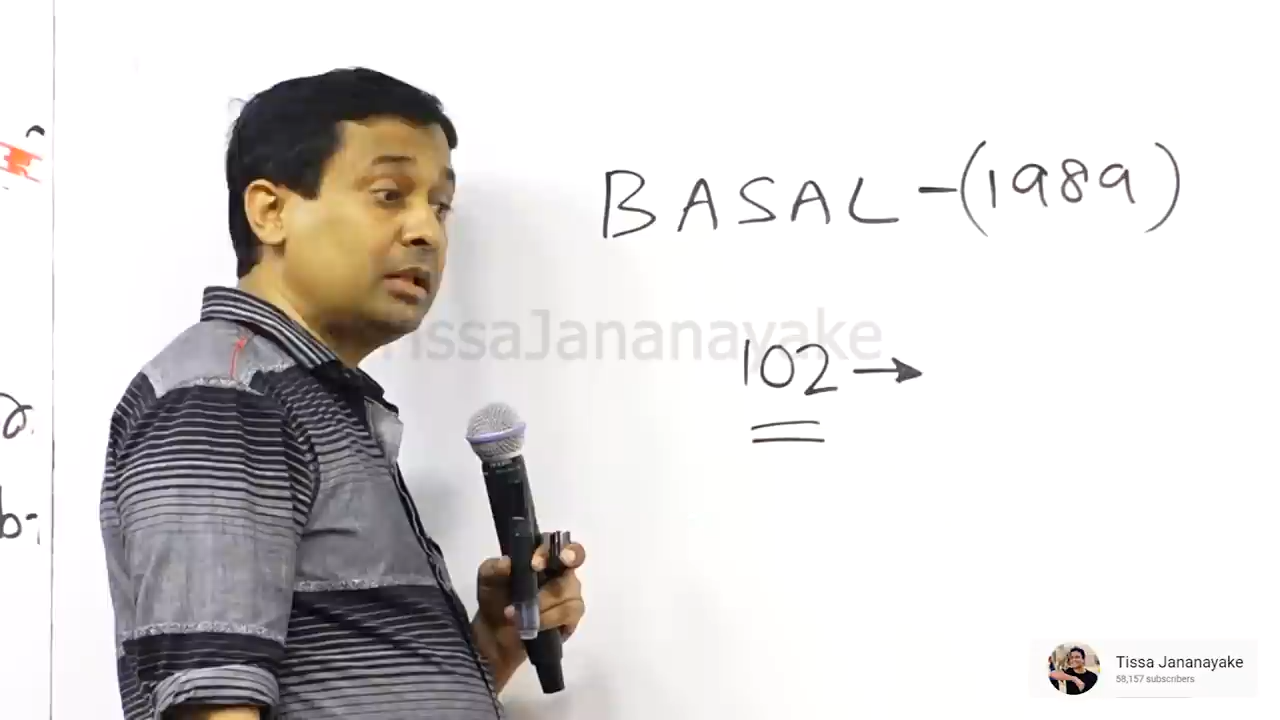 BASAL - (1989)
TissaJananayake
102 →
b-
Tissa Jananayake
58,157 subscribers